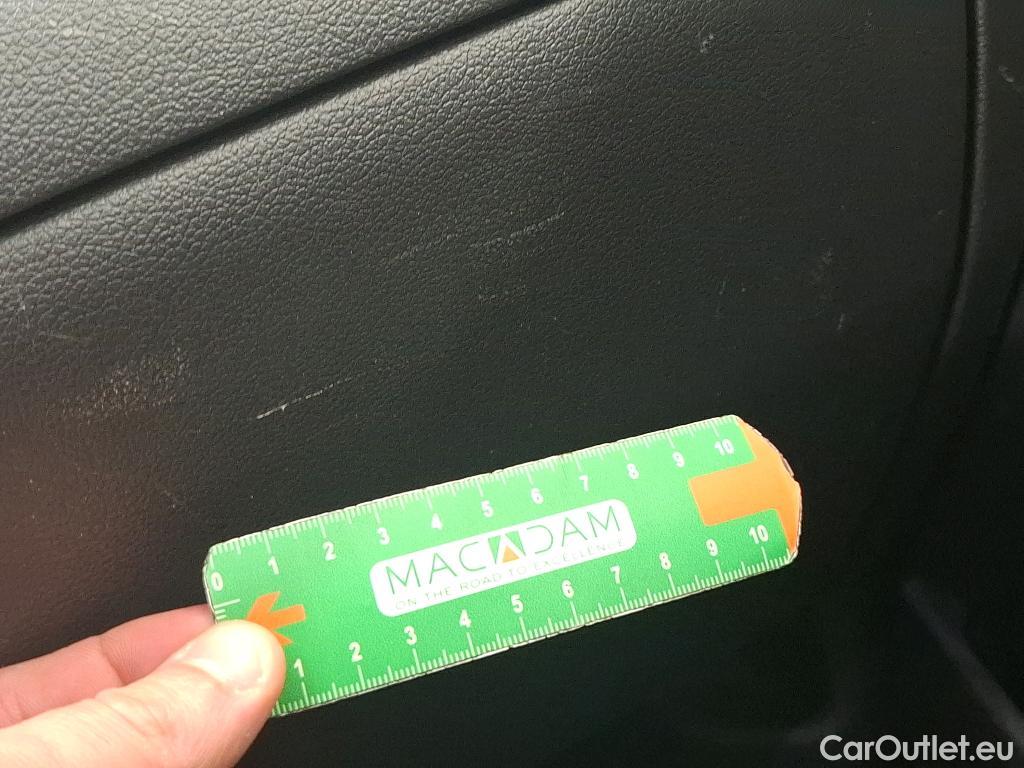 0 1 2 3 4 5 6 7 8 9 10
MACADAM
ON THE ROAD TO EXCELLENCE
1 2 3 4 5 6 7 8 9 10
CarOutlet.eu